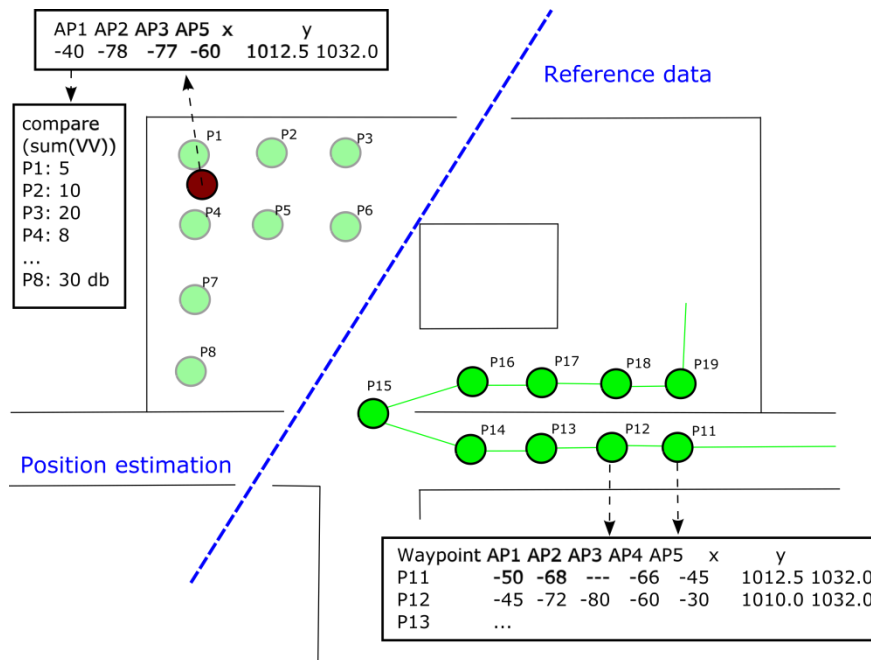 AP1 AP2 AP3 AP5 x y
-40 -78 -77 -60 1012.5 1032.0
Reference data
compare
(sum(VV))
P1: 5
P2: 10
P3: 20
P4: 8
...
P8: 30 db
P1 P2 P3
P4 P5 P6
P7
P8
P16 P17 P18 P19
P15
P14 P13 P12 P11
Position estimation
Waypoint AP1 AP2 AP3 AP4 AP5 x y
P11 -50 -68 --- -66 -45 1012.5 1032.0
P12 -45 -72 -80 -60 -30 1010.0 1032.0
P13 ...